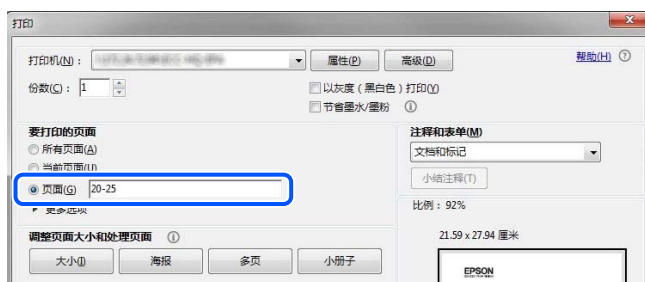 打印
打印机(N)： 属性(P) 高级(D) 帮助(H)
份数(C)： 1 以灰度（黑白色）打印(Y)
节省墨水/墨粉
要打印的页面 注释和表单(M)
所有页面(A) 文档和标记
当前页面(U)
页面(G) 20-25 小结注释(T)
更多选项 比例： 92%
调整页面大小和处理页面 21.59 x 27.94 厘米
大小(I) 海报 多页 小册子
EPSON